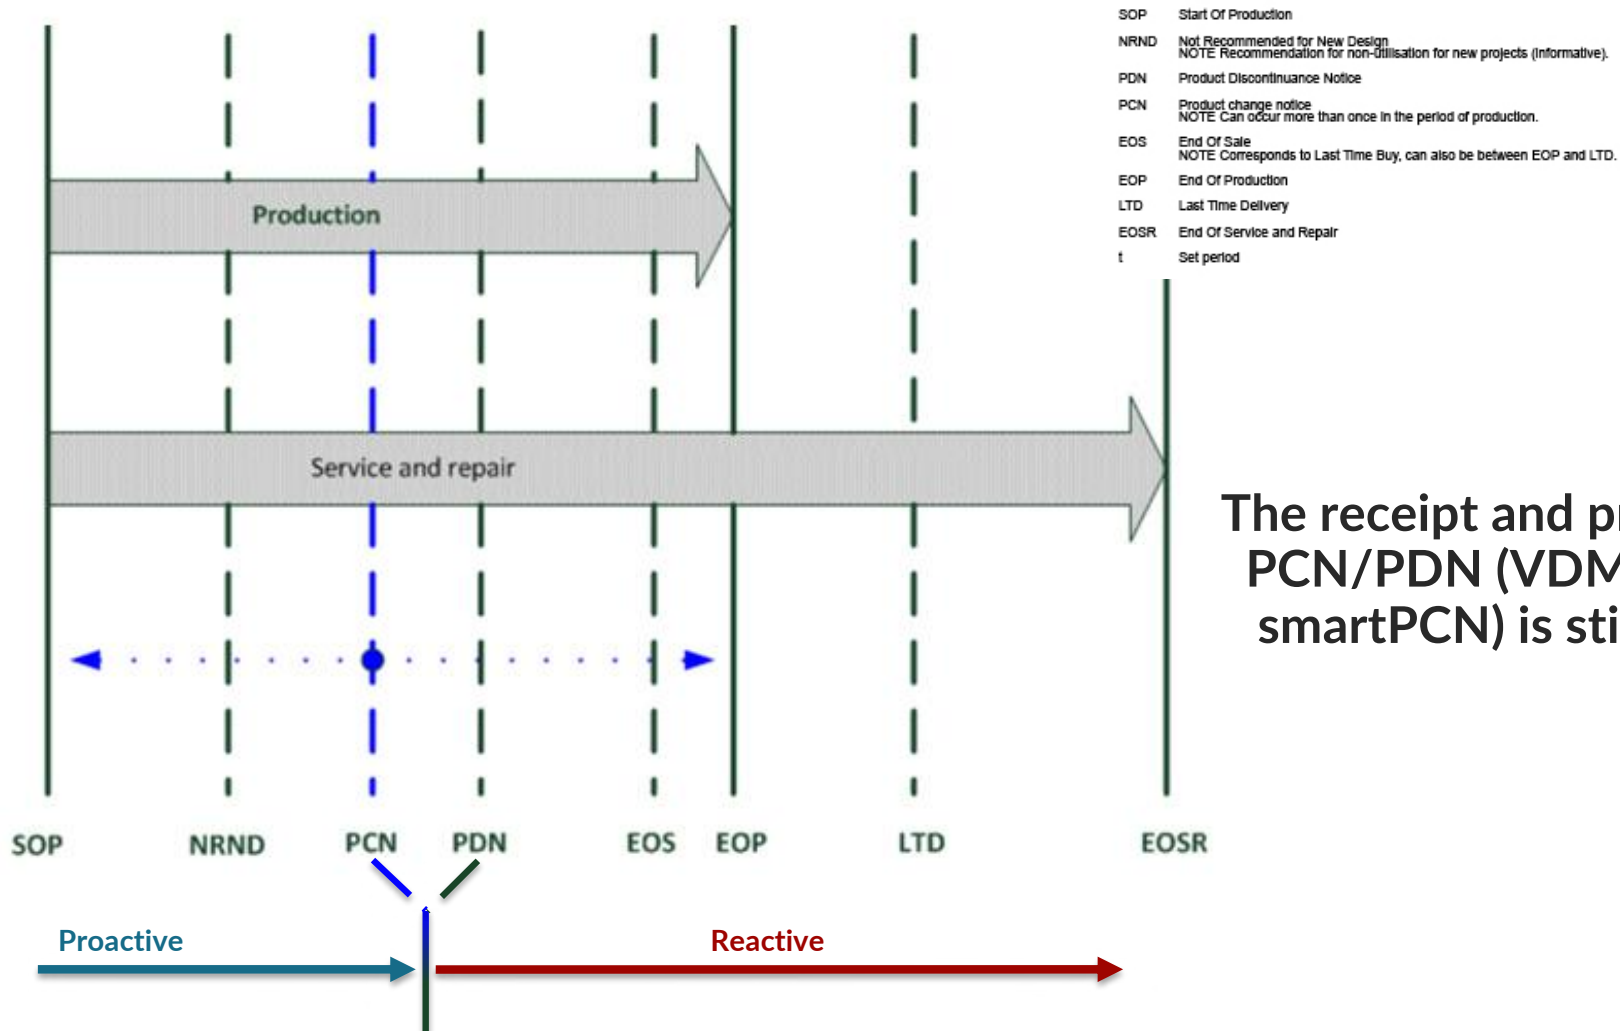 SOP Start Of Production
NRND Not Recommended for New Design
NOTE Recommendation for non-utilisation for new projects (informative).
PDN Product Discontinuance Notice
PCN Product change notice
NOTE Can occur more than once in the period of production.
EOS End Of Sale
NOTE Corresponds to Last Time Buy, can also be between EOP and LTD.
EOP End Of Production
LTD Last Time Delivery
EOSR End Of Service and Repair
t Set period
Production
Service and repair
The receipt and
PCN/PDN
smartPCN) is
SOP NRND PCN PDN EOS EOP LTD EOSR
Proactive Reactive